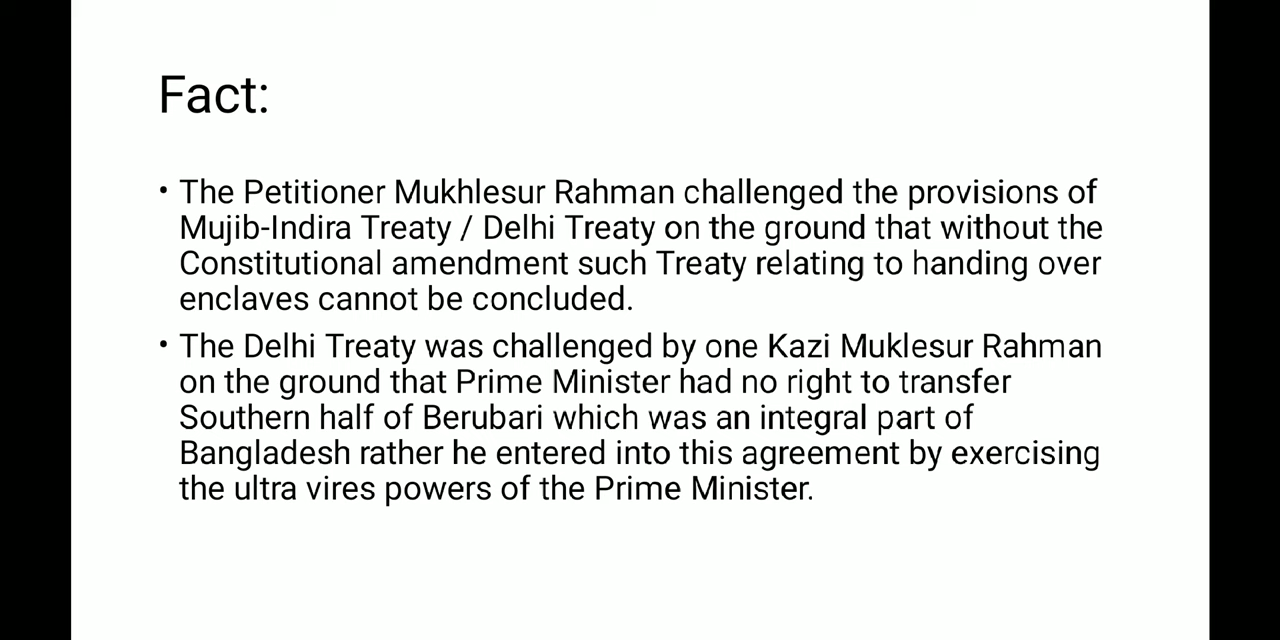 Fact:
• The Petitioner Mukhlesur Rahman challenged the provisions of
Mujib-Indira Treaty / Delhi Treaty on the ground that without the
Constitutional amendment such Treaty relating to handing over
enclaves cannot be concluded.
• The Delhi Treaty was challenged by one Kazi Muklesur Rahman
on the ground that Prime Minister had no right to transfer
Southern half of Berubari which was an integral part of
Bangladesh rather he entered into this agreement by exercising
the ultra vires powers of the Prime Minister.